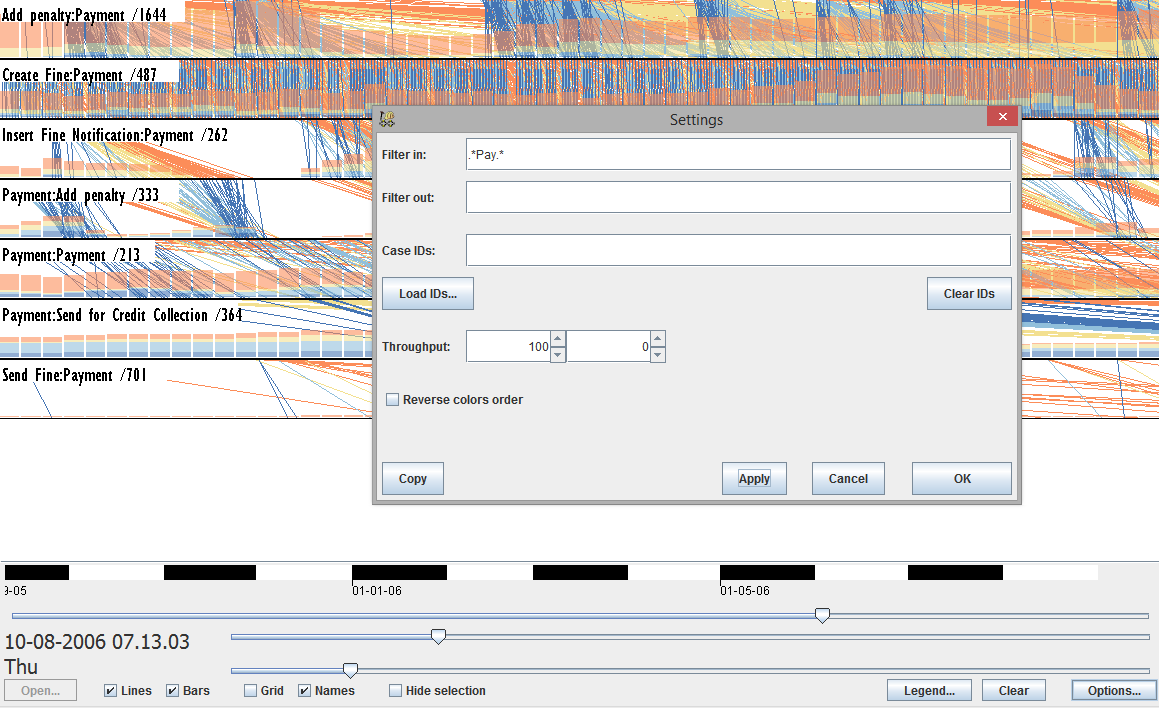 Add penalty:Payment /1644
Create Fine:Payment /487
Insert Fine Notification:Payment /262
Payment:Add penalty /333
Payment:Payment /213
Payment:Send for Credit Collection /364
Send Fine:Payment /701
Settings
Filter in:
.*Pay.*
Filter out:
Case IDs:
Load IDs...
Clear IDs
Throughput:
100
0
Reverse colors order
Copy
Apply
Cancel
OK
01-01-06
01-05-06
10-08-2006 07.13.03
Thu
Open...
Lines
Bars
Grid
Names
Hide selection
Legend...
Clear
Options...